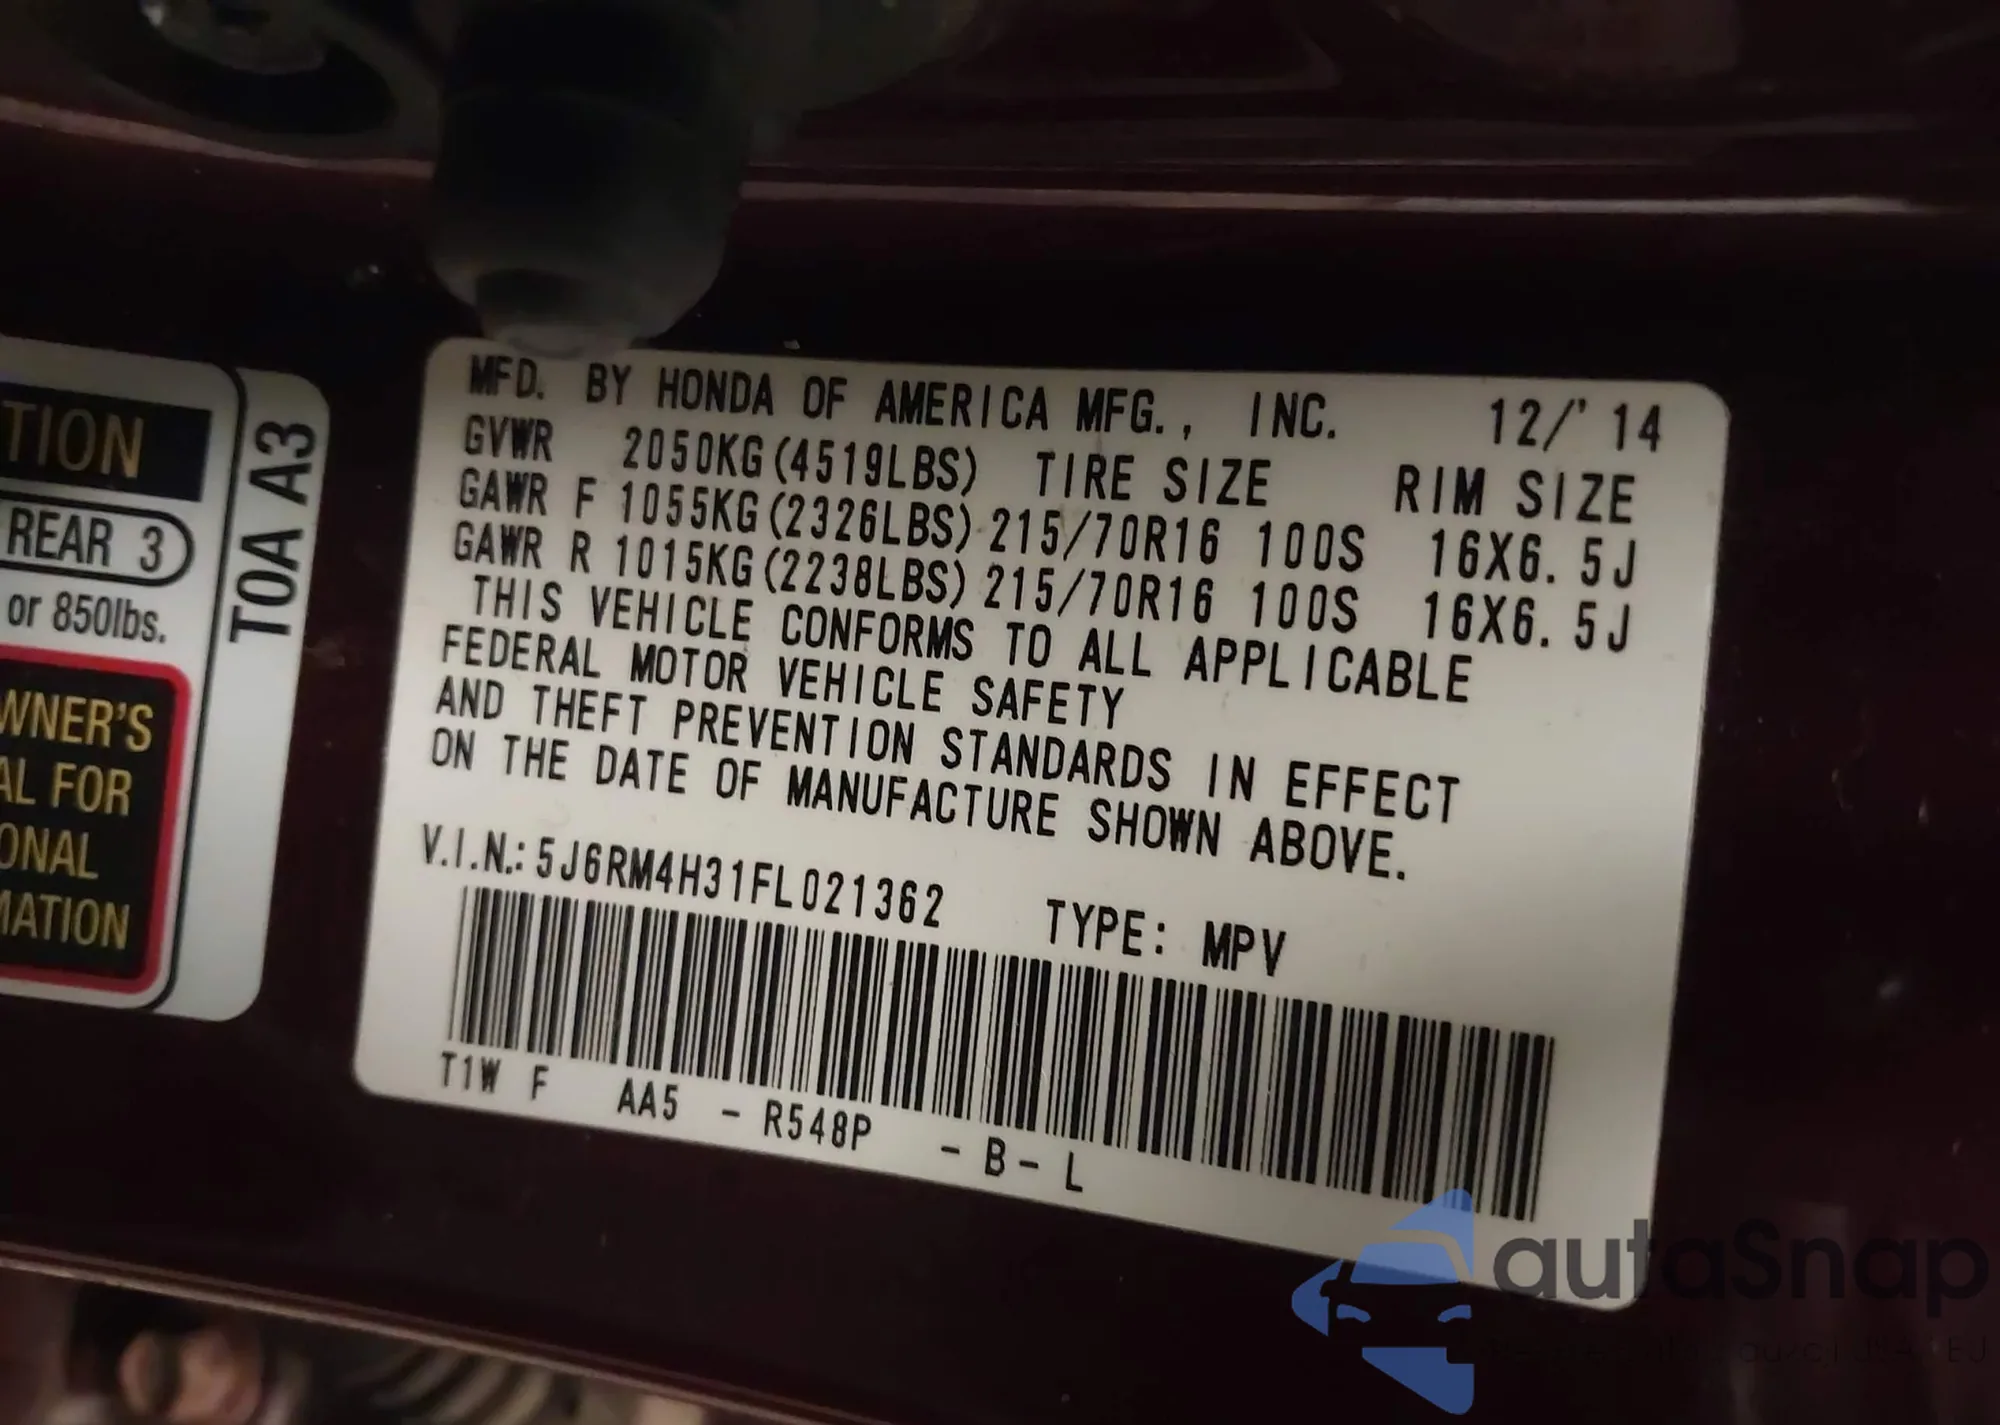 TION
REAR 3
or 850lbs.
WNER'S
AL FOR
ONAL
MATION
T0A A3
MFD. BY HONDA OF AMERICA MFG., INC. 12/'14
GVWR 2050KG(4519LBS) TIRE SIZE RIM SIZE
GAWR F 1055KG(2326LBS) 215/70R16 100S 16X6.5J
GAWR R 1015KG(2238LBS) 215/70R16 100S 16X6.5J
THIS VEHICLE CONFORMS TO ALL APPLICABLE
FEDERAL MOTOR VEHICLE SAFETY
AND THEFT PREVENTION STANDARDS IN EFFECT
ON THE DATE OF MANUFACTURE SHOWN ABOVE.
V.I.N.: 5J6RM4H31FL021362 TYPE: MPV
T1W F AA5 - R548P - B - L
autaSnap